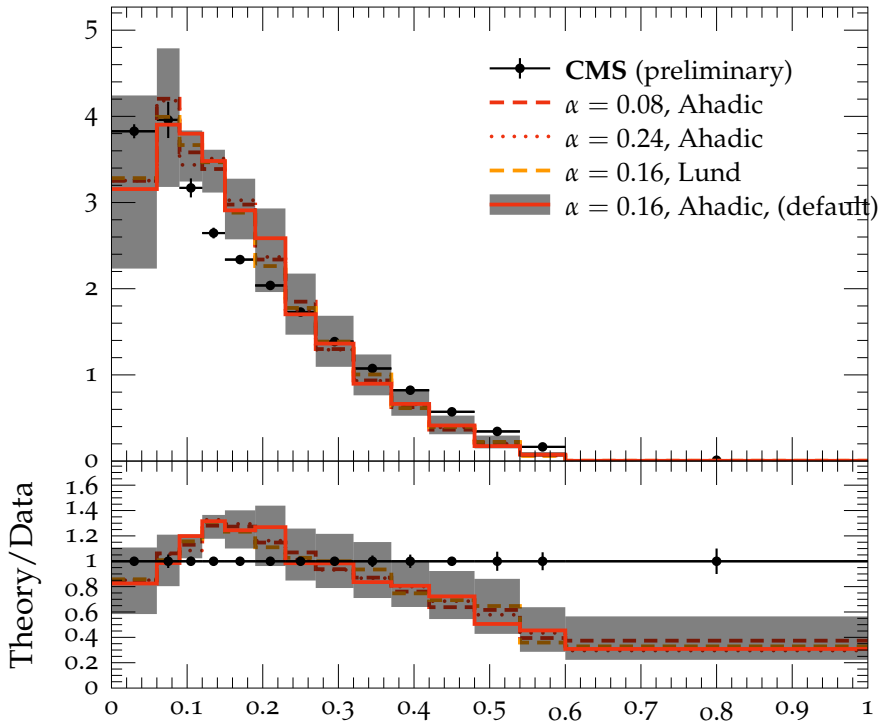 5
CMS (preliminary)
α = 0.08, Ahadic
4
α = 0.24, Ahadic
α = 0.16, Lund
3
α = 0.16, Ahadic, (default)
2
1
0
1.6
1.4
1.2
1
0.8
0.6
0.4
0.2
0
Theory/Data
0 0.1 0.2 0.3 0.4 0.5 0.6 0.7 0.8 0.9 1